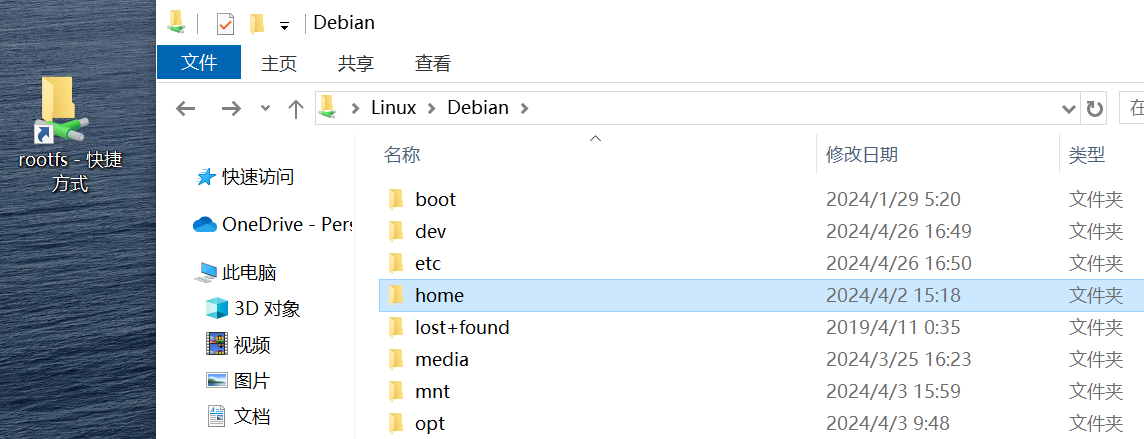 rootfs - 快捷
方式
Debian
文件 主页 共享 查看
Linux Debian 在
快速访问
OneDrive - Pers
此电脑
3D 对象
视频
图片
文档
名称 修改日期 类型
boot 2024/1/29 5:20 文件夹
dev 2024/4/26 16:49 文件夹
etc 2024/4/26 16:50 文件夹
home 2024/4/2 15:18 文件夹
lost+found 2019/4/11 0:35 文件夹
media 2024/3/25 16:23 文件夹
mnt 2024/4/3 15:59 文件夹
opt 2024/4/3 9:48 文件夹